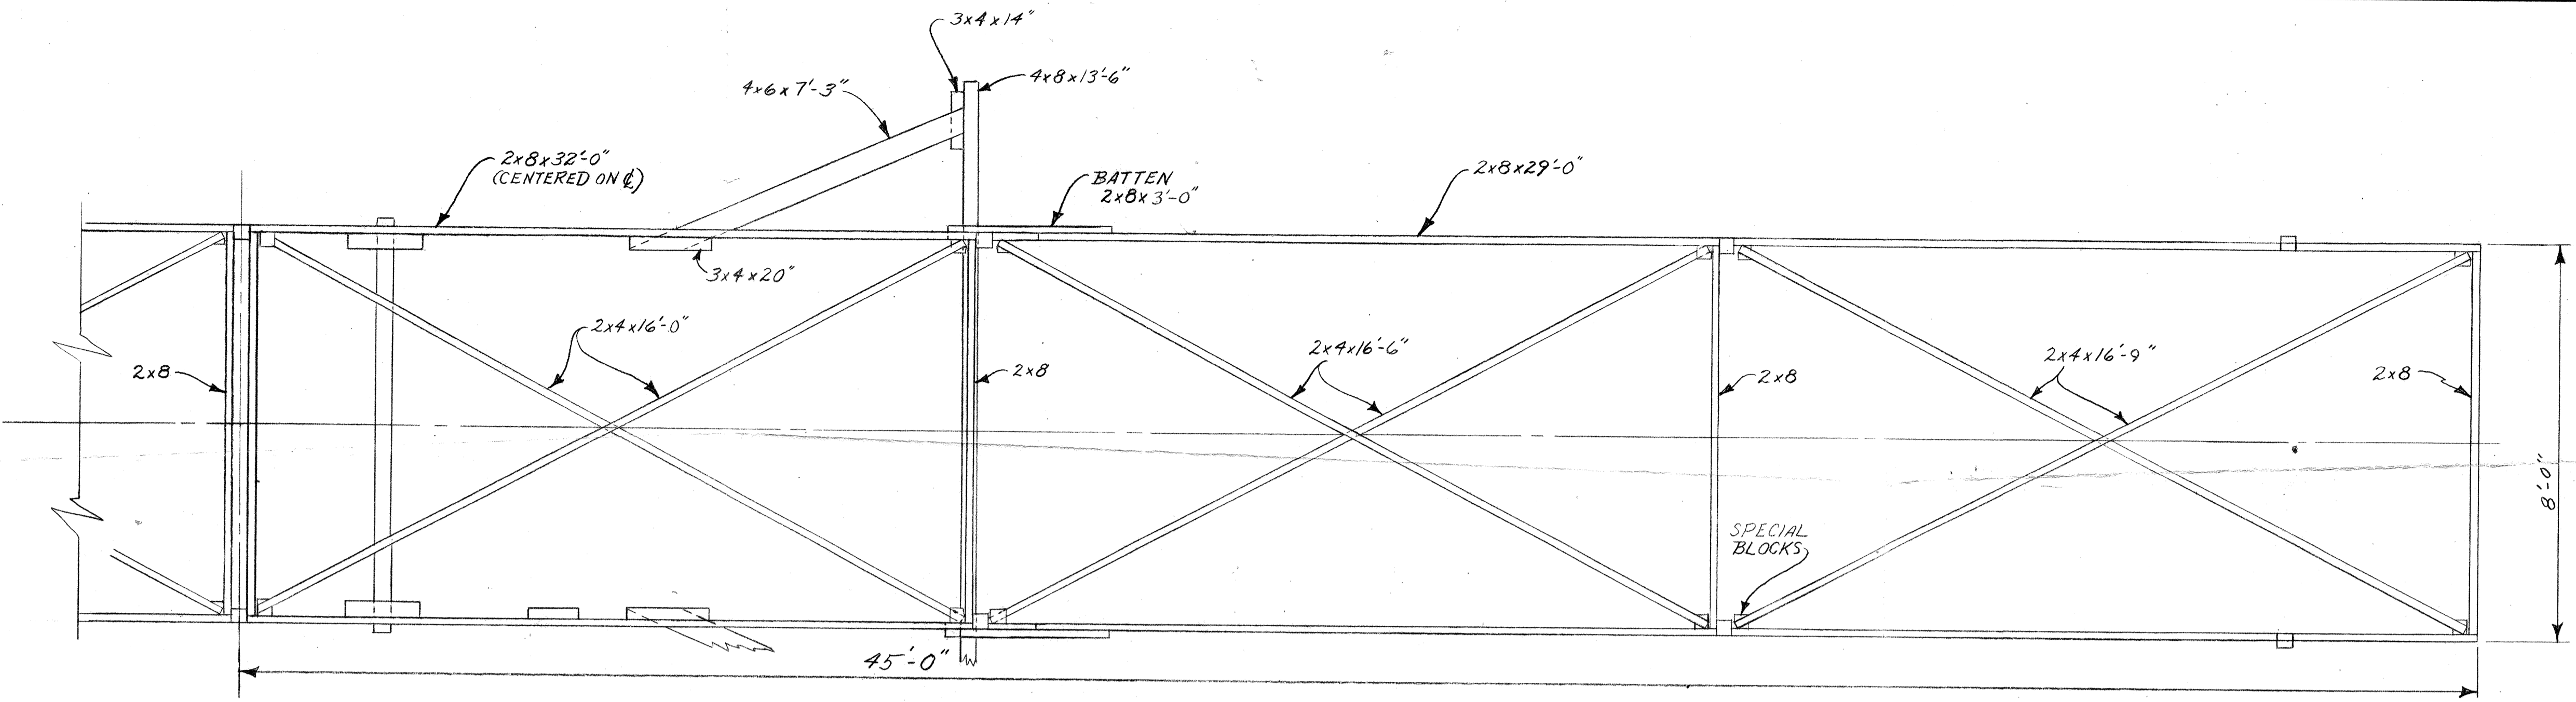 3x4x14"
4x6x7'-3"
4x8x13'-6"
2x8x32'-0"
(CENTERED ON ℄)
BATTEN
2x8x3'-0"
2x8x29'-0"
3x4x20"
2x4x16'-0"
2x8
2x8
2x4x16'-6"
2x8
2x4x16'-9"
2x8
8'-0"
SPECIAL
BLOCKS
45'-0"